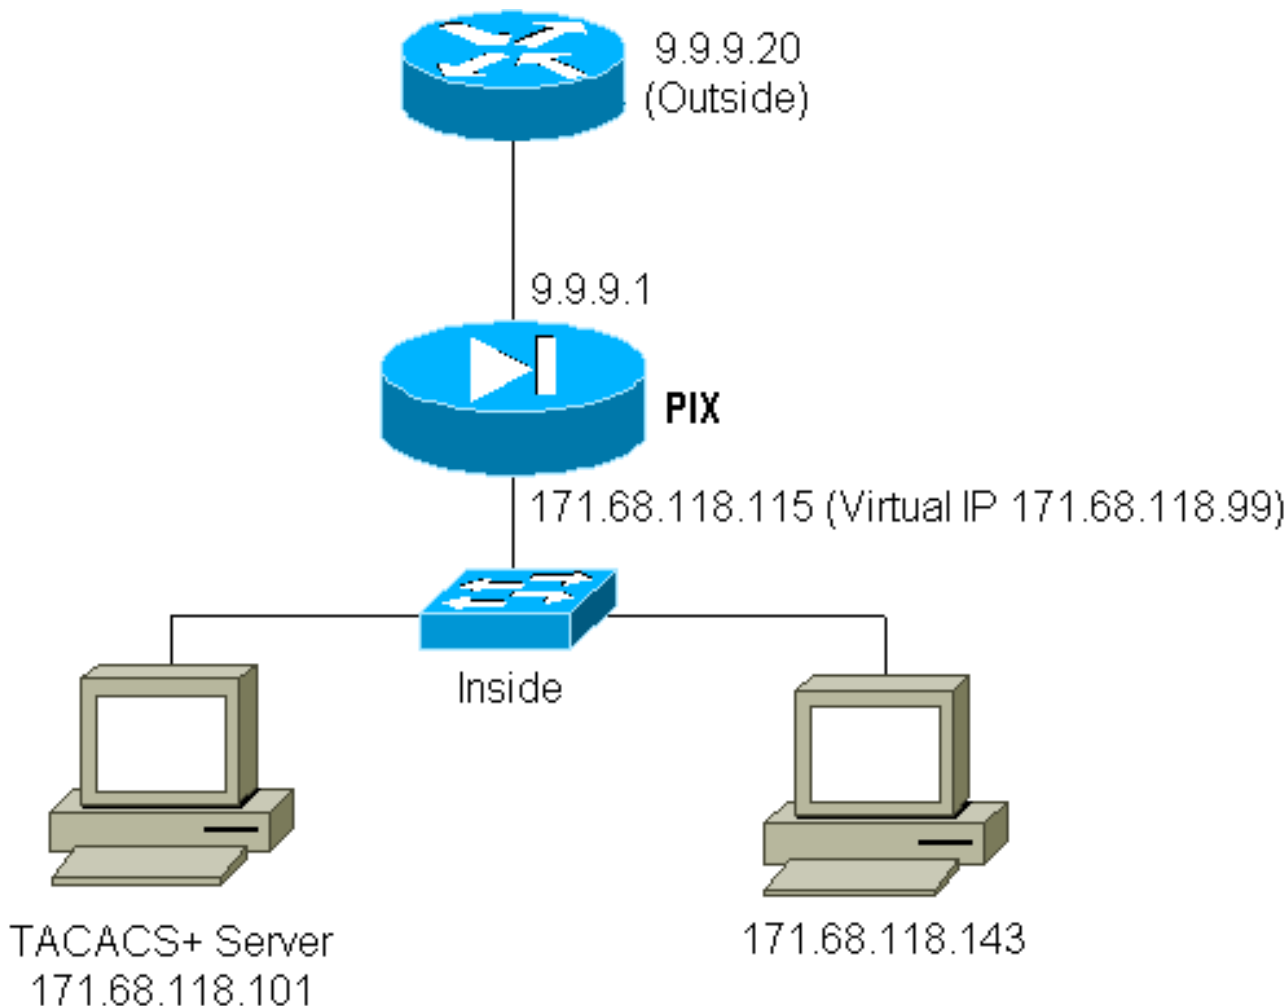 9.9.9.20
(Outside)
9.9.9.1
PIX
171.68.118.115 (Virtual IP 171.68.118.99)
Inside
TACACS+ Server
171.68.118.101
171.68.118.143